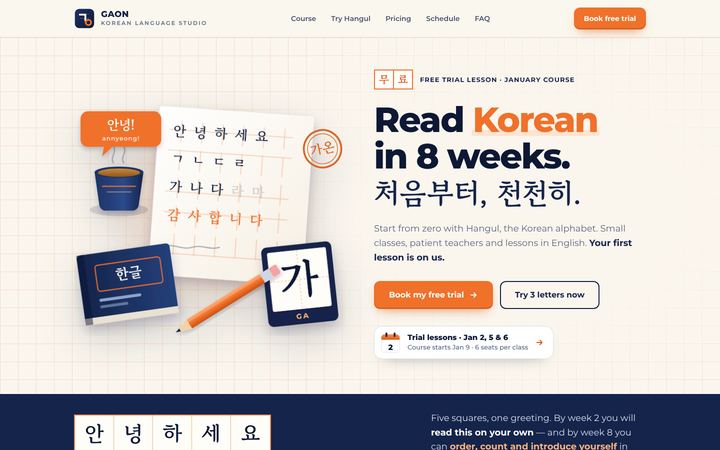 GAON
KOREAN LANGUAGE STUDIO
Course Try Hangul Pricing Schedule FAQ
Book free trial
안녕!
annyeong!
안녕하세요
ㄱㄴㄷㄹ
가나다라마
감사합니다
가온
한글
가
GA
무료
FREE TRIAL LESSON · JANUARY COURSE
Read Korean
in 8 weeks.
처음부터, 천천히.
Start from zero with Hangul, the Korean alphabet. Small
classes, patient teachers and lessons in English. Your first
lesson is on us.
Book my free trial →
Try 3 letters now
2
Trial lessons · Jan 2, 5 & 6
Course starts Jan 9 · 6 seats per class
→
안녕하세요
Five squares, one greeting. By week 2 you will
read this on your own — and by week 8 you
can order, count and introduce yourself in